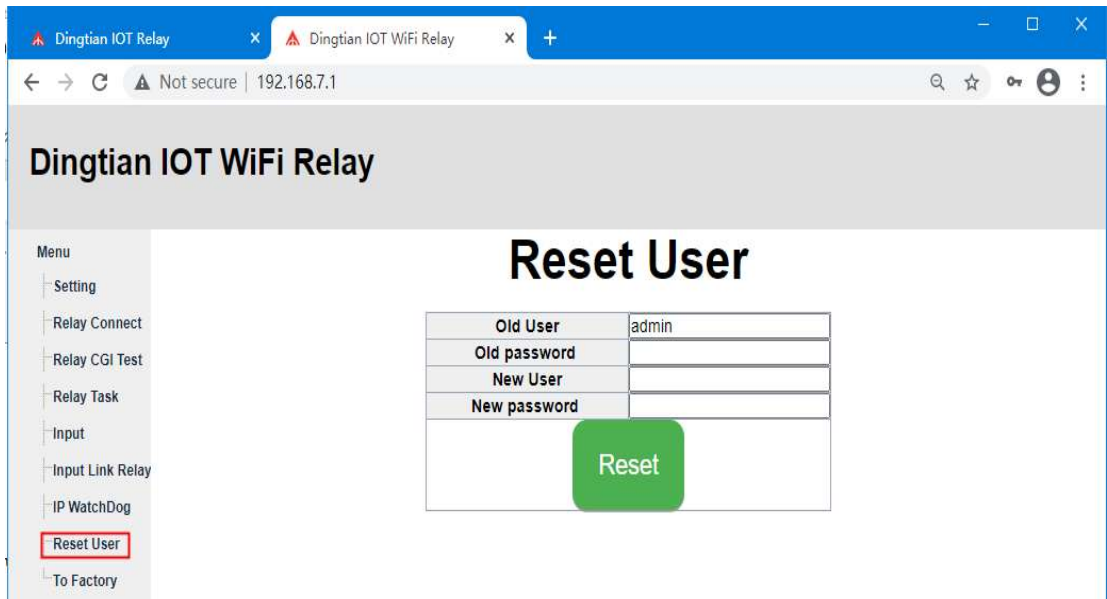 Dingtian IOT Relay
Dingtian IOT WiFi Relay
Not secure | 192.168.7.1
Dingtian IOT WiFi Relay
Menu
Setting
Relay Connect
Relay CGI Test
Relay Task
Input
Input Link Relay
IP WatchDog
Reset User
To Factory
Reset User
Old User admin
Old password
New User
New password
Reset